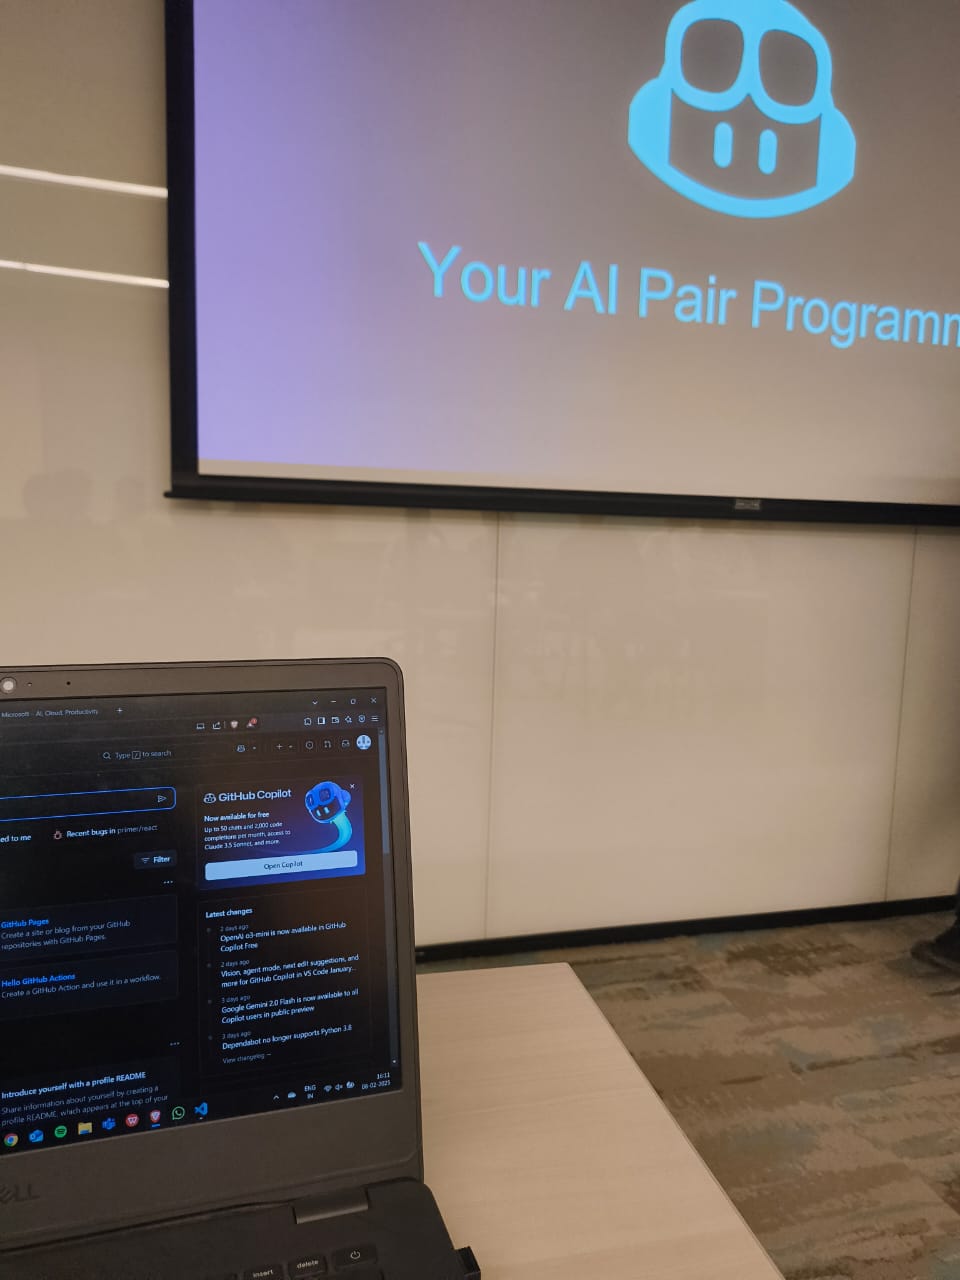 Your AI Pair Programm
Microsoft - AI, Cloud, Productivity
Type / to search
ed to me
Recent bugs in primer/react
Filter
GitHub Pages
Create a site or blog from your GitHub
repositories with GitHub Pages.
Hello GitHub Actions
Create a GitHub Action and use it in a workflow.
Introduce yourself with a profile README
Share information about yourself by creating a
profile README, which appears at the top of your
GitHub Copilot
Now available for free
Up to 50 chats and 2,000 code
completions per month, access to
Claude 3.5 Sonnet, and more.
Open Copilot
Latest changes
2 days ago
OpenAI o3-mini is now available in GitHub
Copilot Free
2 days ago
Vision, agent mode, next edit suggestions, and
more for GitHub Copilot in VS Code January...
3 days ago
Google Gemini 2.0 Flash is now available to all
Copilot users in public preview
3 days ago
Dependabot no longer supports Python 3.8
View changelog →
ENG
IN
16:11
08-02-2025
DELL
insert
delete